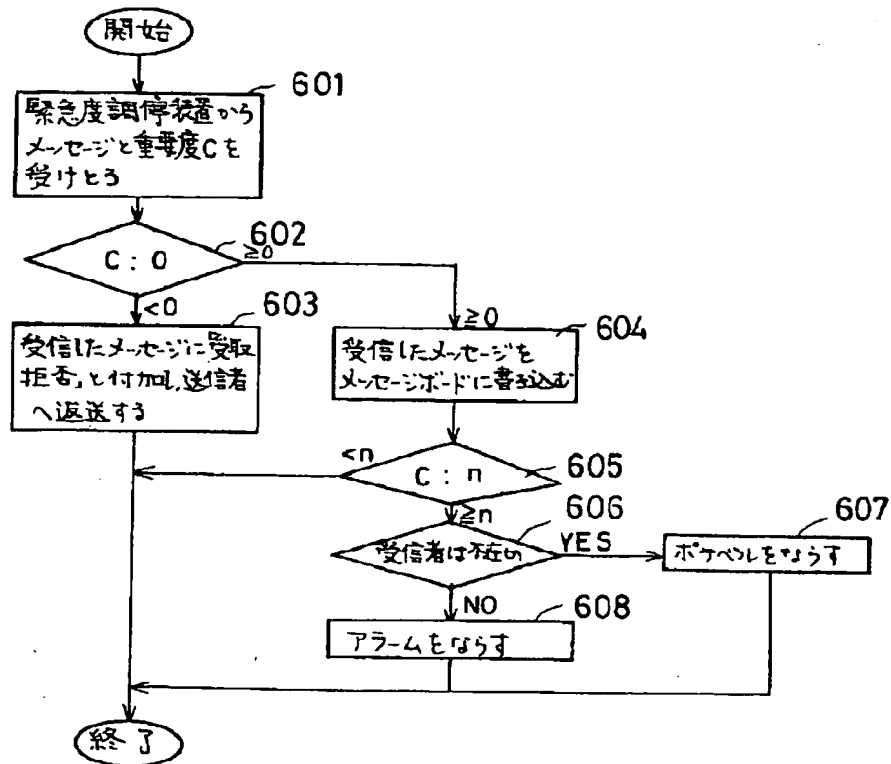 開始
601
緊急度調停装置から
メッセージと重要度Cを
受けとる
602
C : 0
≧0
<0
603
受信したメッセージに「受取
拒否」と付加し、送信者
へ返送する
≧0
604
受信したメッセージを
メッセージボードに書き込む
<n
C : n
605
≧n
606
受信者は不在か
YES
607
ポケベルをならす
NO
608
アラームをならす
終了